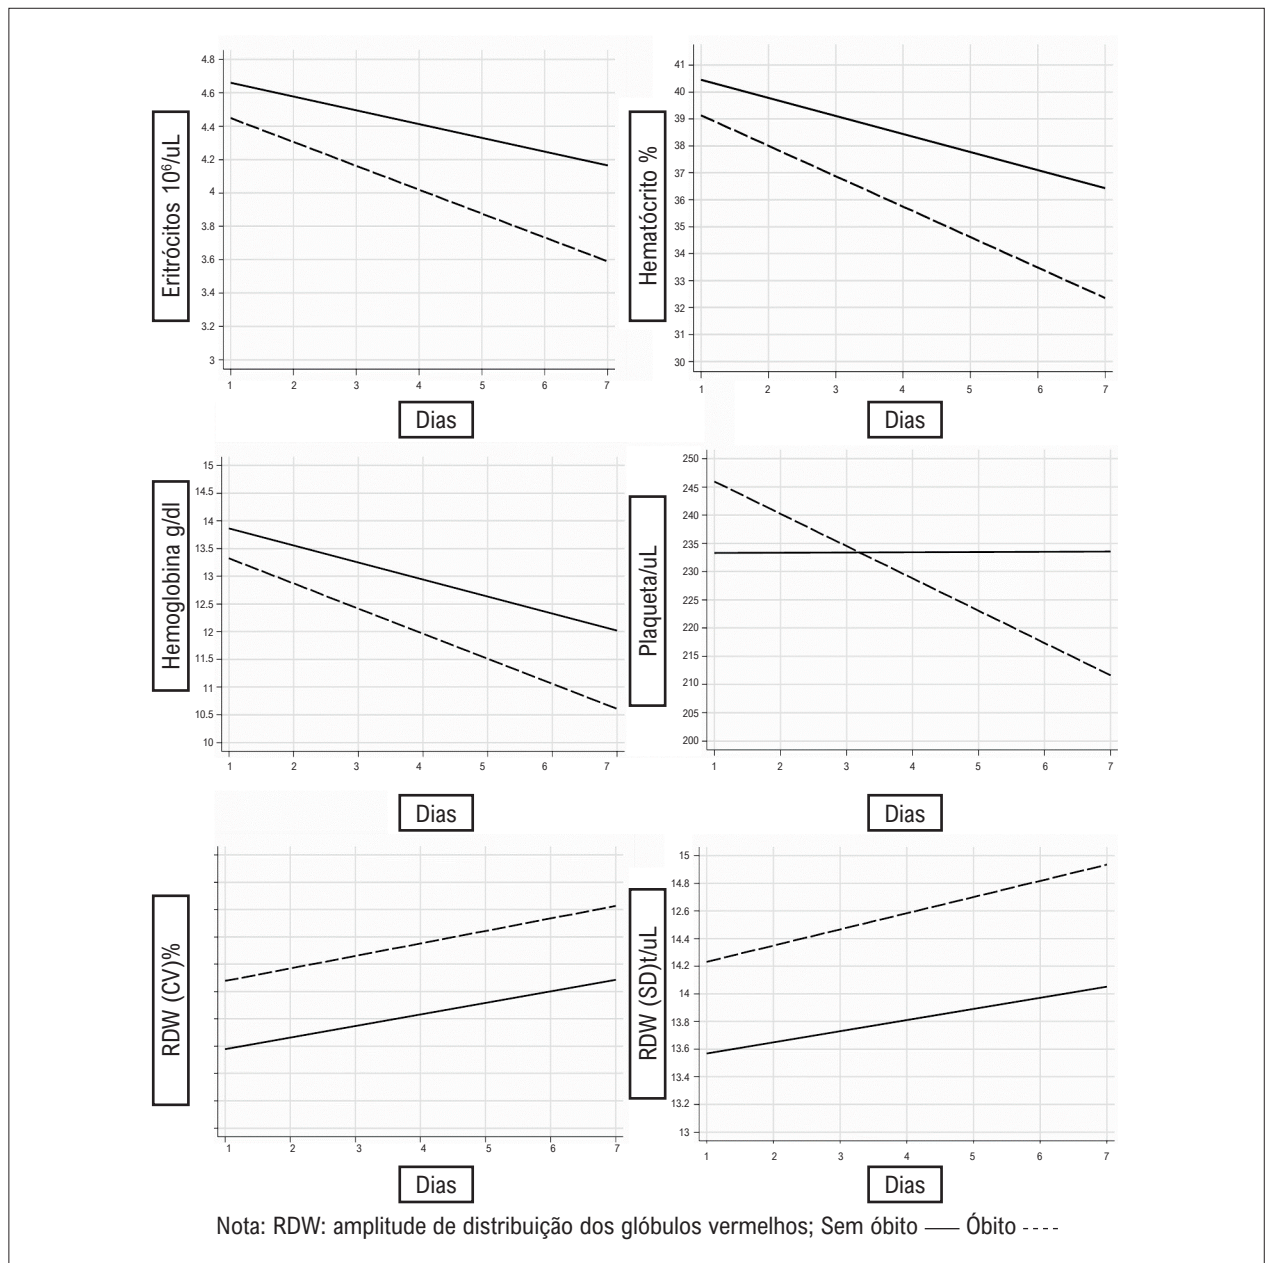 4.8
4.6
4.4
4.2
4
3.8
3.6
3.4
3.2
3
Eritrócitos 10⁶/uL
1 2 3 4 5 6 7
Dias
41
40
39
38
37
36
35
34
33
32
31
30
Hematócrito %
1 2 3 4 5 6 7
Dias
15
14.5
14
13.5
13
12.5
12
11.5
11
10.5
10
Hemoglobina g/dl
1 2 3 4 5 6 7
Dias
250
245
240
235
230
225
220
215
210
205
200
Plaqueta/uL
1 2 3 4 5 6 7
Dias
RDW (CV)%
1 2 3 4 5 6 7
Dias
15
14.8
14.6
14.4
14.2
14
13.8
13.6
13.4
13.2
13
RDW (SD)t/uL
1 2 3 4 5 6 7
Dias
Nota: RDW: amplitude de distribuição dos glóbulos vermelhos; Sem óbito —— Óbito ----